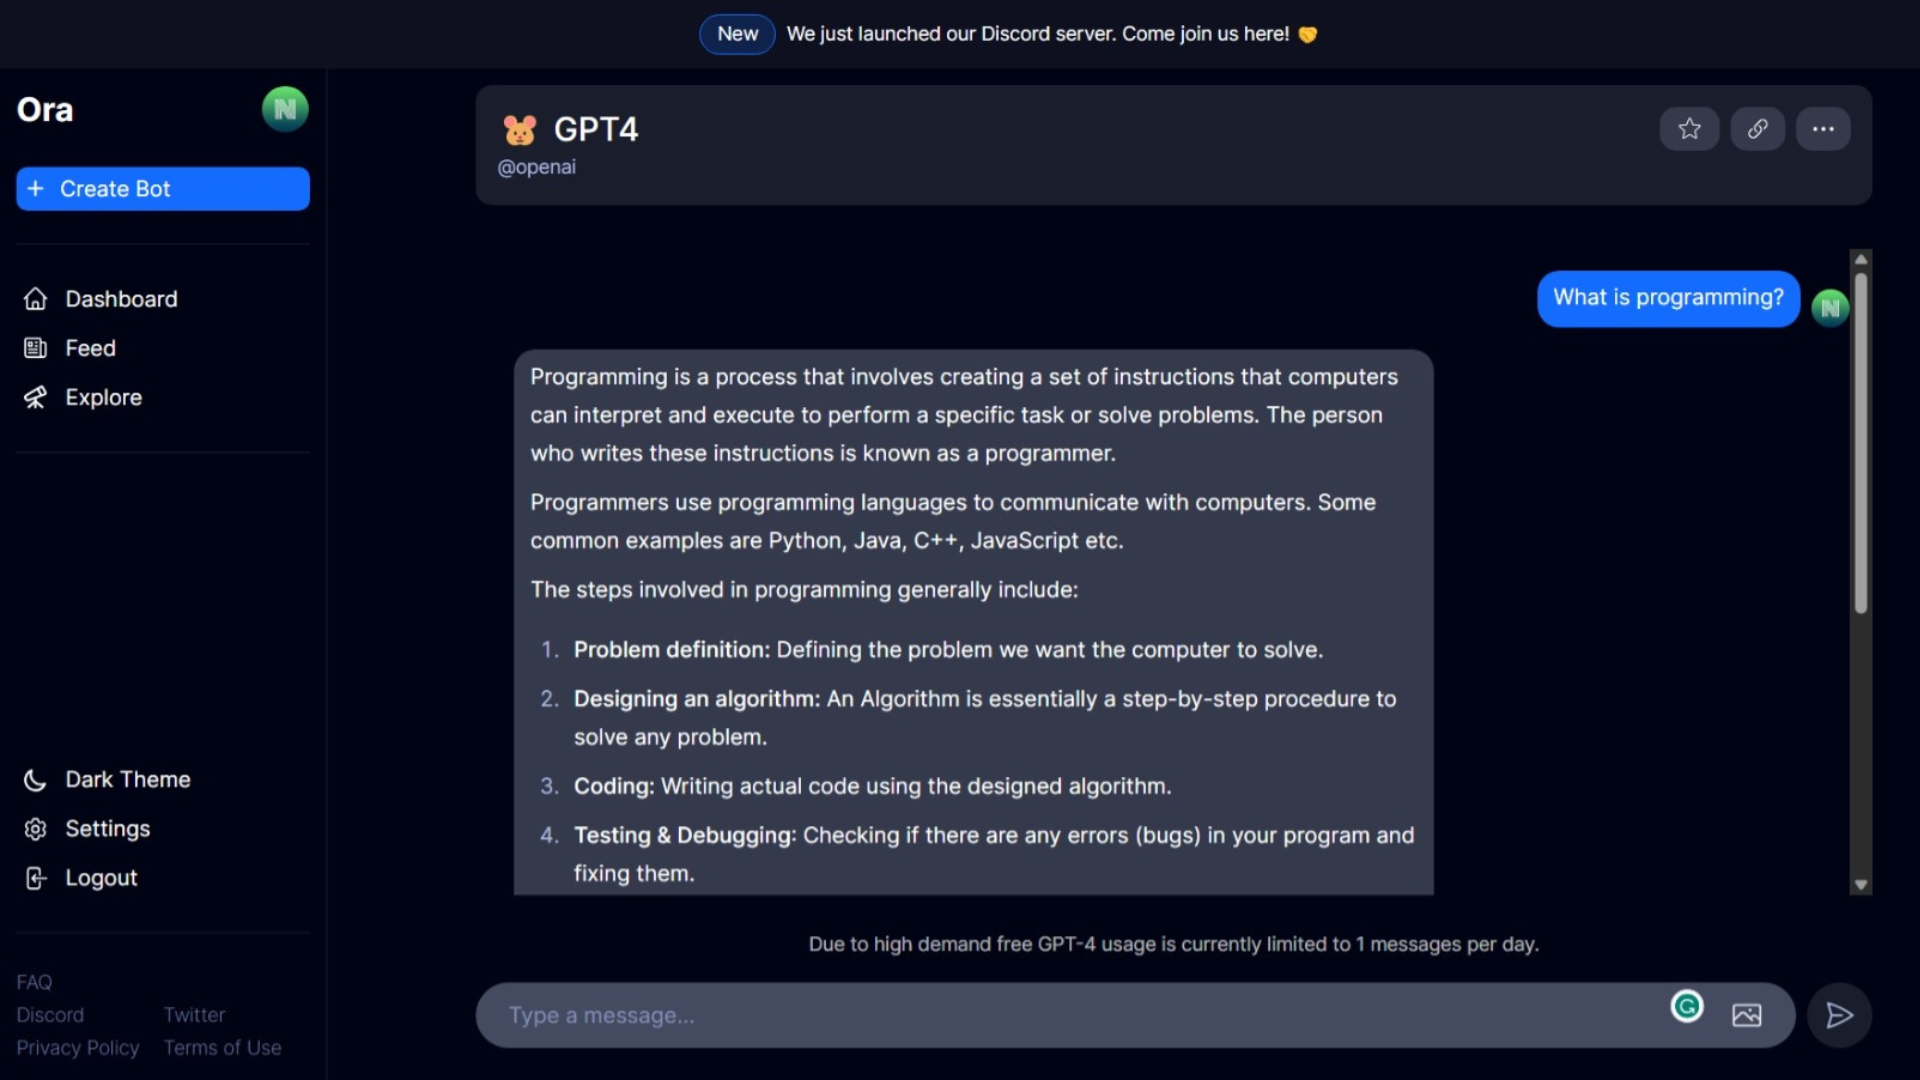 New We just launched our Discord server. Come join us here!
Ora
N
Create Bot
Dashboard
Feed
Explore
Dark Theme
Settings
Logout
FAQ
Discord Twitter
Privacy Policy Terms of Use
GPT4
@openai
What is programming?
N
Programming is a process that involves creating a set of instructions that computers
can interpret and execute to perform a specific task or solve problems. The person
who writes these instructions is known as a programmer.
Programmers use programming languages to communicate with computers. Some
common examples are Python, Java, C++, JavaScript etc.
The steps involved in programming generally include:
1. Problem definition: Defining the problem we want the computer to solve.
2. Designing an algorithm: An Algorithm is essentially a step-by-step procedure to
solve any problem.
3. Coding: Writing actual code using the designed algorithm.
4. Testing & Debugging: Checking if there are any errors (bugs) in your program and
fixing them.
Due to high demand free GPT-4 usage is currently limited to 1 messages per day.
Type a message...